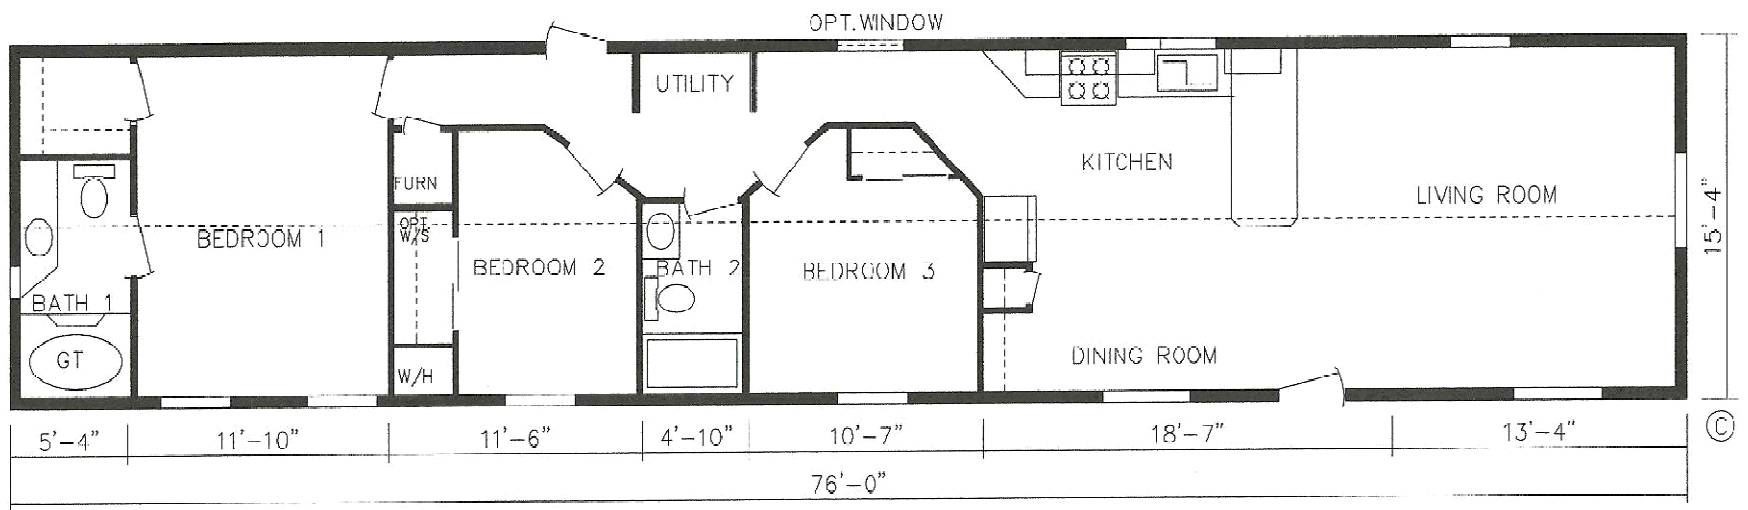 OPT. WINDOW
UTILITY
KITCHEN
FURN
LIVING ROOM
OPT.
W/S
BEDROOM 1
BEDROOM 2
BATH 2
BEDROOM 3
15'-4"
BATH 1
GT
W/H
DINING ROOM
5'-4" 11'-10" 11'-6" 4'-10" 10'-7" 18'-7" 13'-4" ©
76'-0"